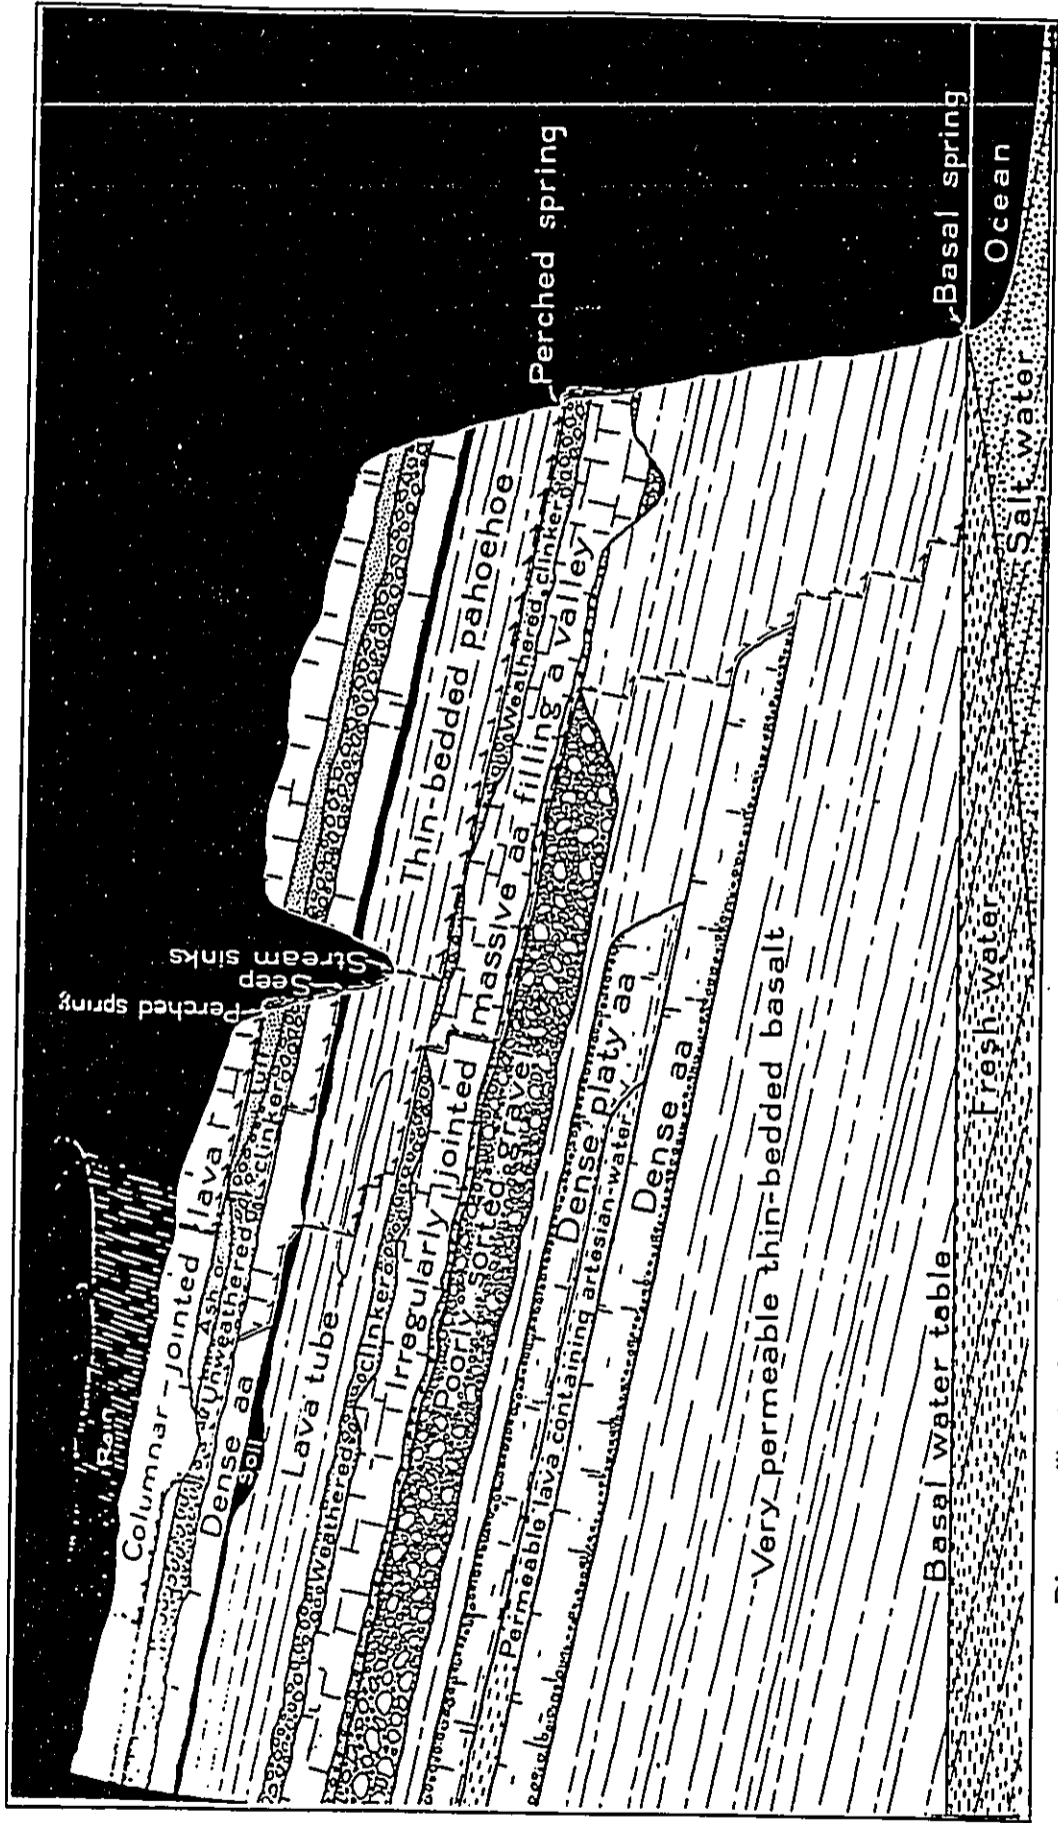 Rain
Columnar-jointed lava
Perched spring
Seep
Stream sinks
Ash or
tuff
Unweathered
clinker
Dense aa
Soil
Lava tube
Thin-bedded pahoehoe
Perched spring
Weathered clinker
Weathered clinker
Irregularly jointed massive aa filling a valley
Poorly sorted gravel
Dense platy aa
Permeable lava containing artesian water
Dense aa
Very permeable thin-bedded basalt
Basal spring
Ocean
Basal water table
Fresh water
Salt water